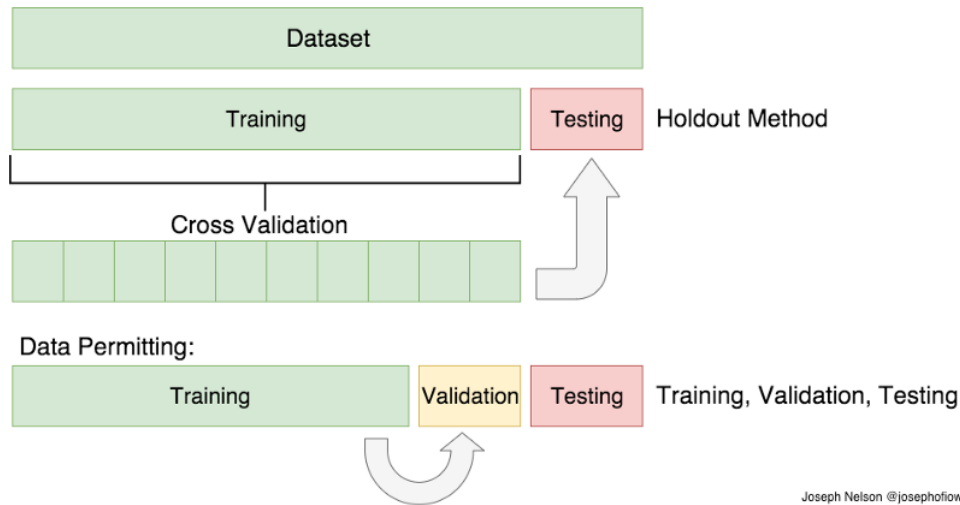 Dataset
Training
Testing
Holdout Method
Cross Validation
Data Permitting:
Training
Validation
Testing
Training, Validation, Testing
Joseph Nelson @josephofiow